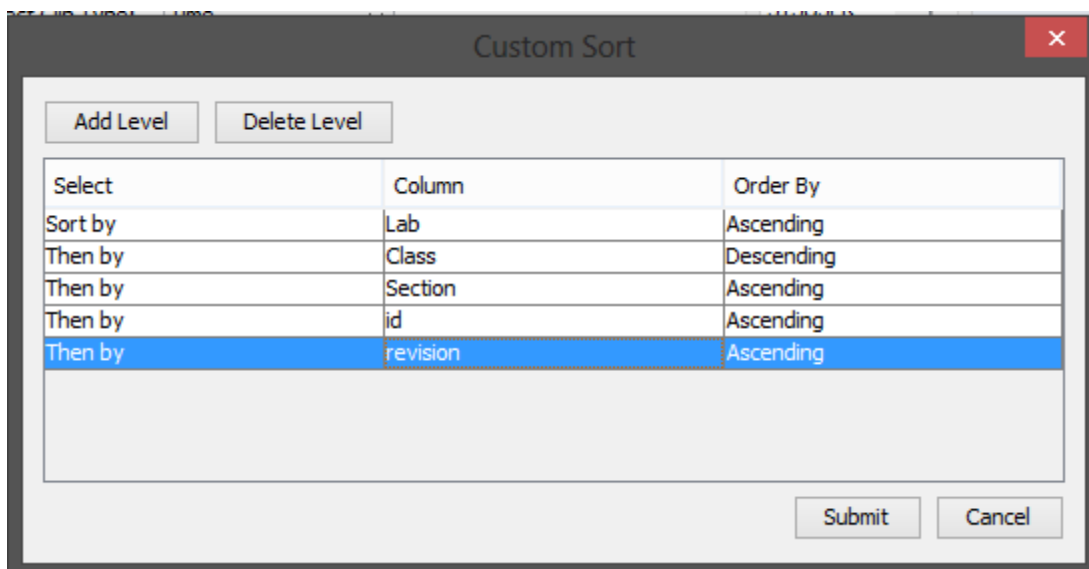 Custom Sort
Add Level Delete Level
Select Column Order By
Sort by Lab Ascending
Then by Class Descending
Then by Section Ascending
Then by id Ascending
Then by revision Ascending
Submit Cancel